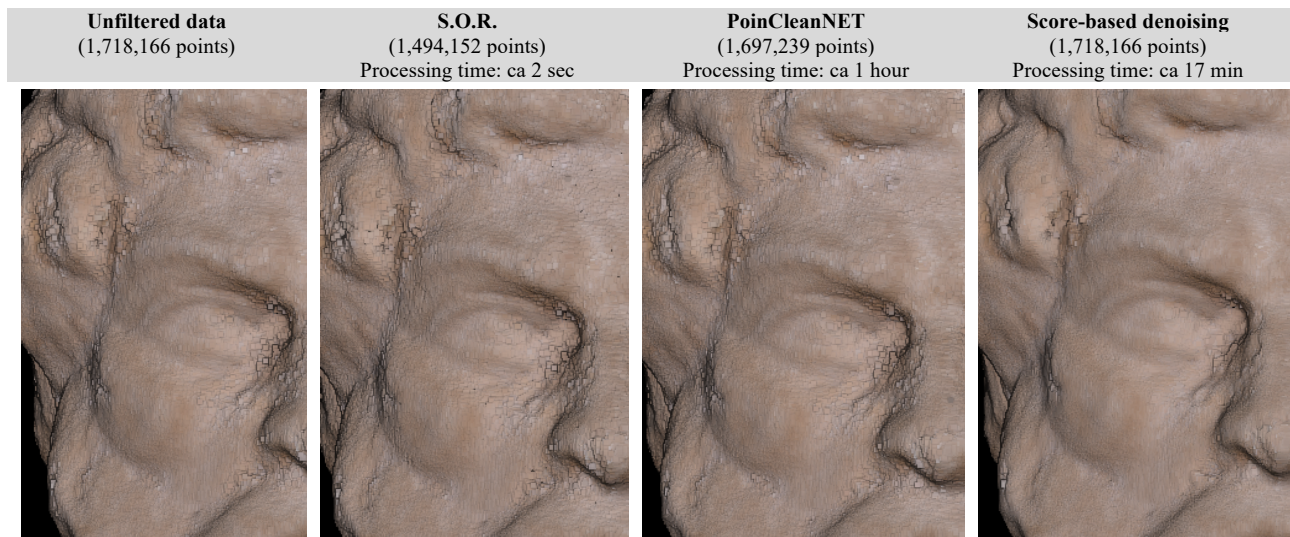 Unfiltered data
(1,718,166 points)
S.O.R.
(1,494,152 points)
Processing time: ca 2 sec
PoinCleanNET
(1,697,239 points)
Processing time: ca 1 hour
Score-based denoising
(1,718,166 points)
Processing time: ca 17 min